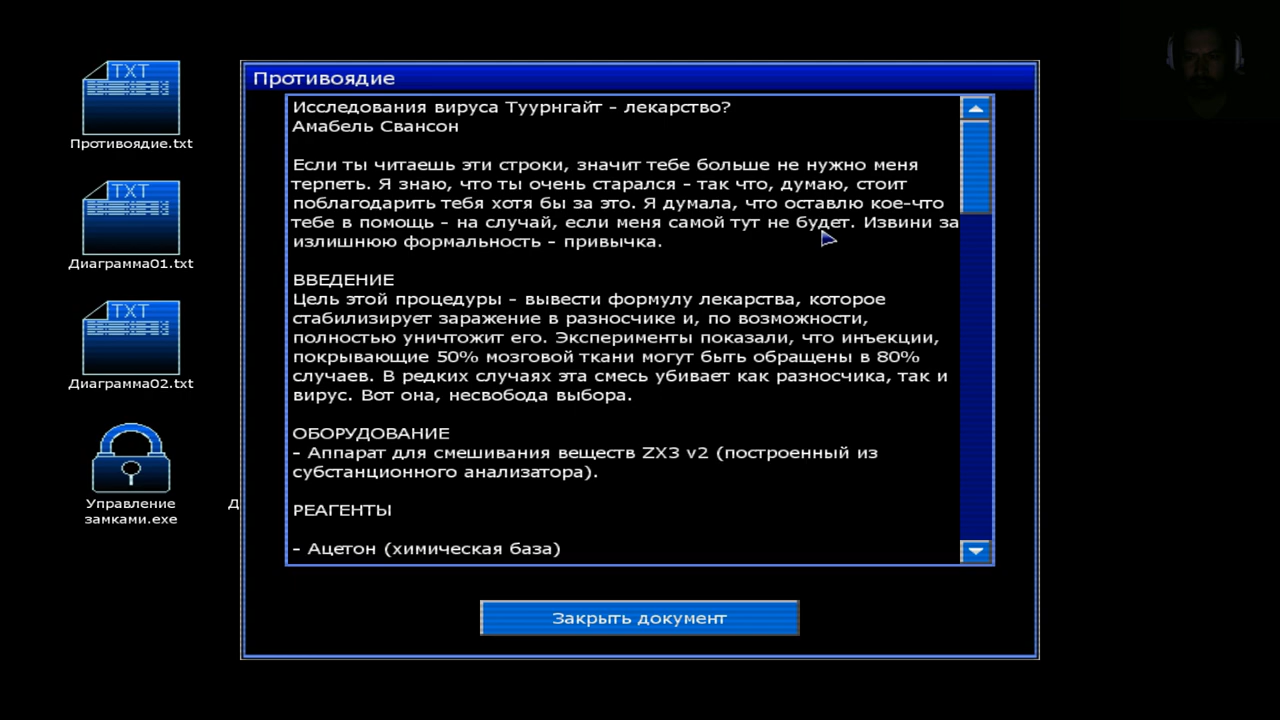 Противоядие
TXT
Противоядие.txt
TXT
Диаграмма01.txt
TXT
Диаграмма02.txt
Управление
замками.exe
Д
Исследования вируса Туурнгайт - лекарство?
Амабель Свансон
Если ты читаешь эти строки, значит тебе больше не нужно меня
терпеть. Я знаю, что ты очень старался - так что, думаю, стоит
поблагодарить тебя хотя бы за это. Я думала, что оставлю кое-что
тебе в помощь - на случай, если меня самой тут не будет. Извини за
излишнюю формальность - привычка.
ВВЕДЕНИЕ
Цель этой процедуры - вывести формулу лекарства, которое
стабилизирует заражение в разносчике и, по возможности,
полностью уничтожит его. Эксперименты показали, что инъекции,
покрывающие 50% мозговой ткани могут быть обращены в 80%
случаев. В редких случаях эта смесь убивает как разносчика, так и
вирус. Вот она, несвобода выбора.
ОБОРУДОВАНИЕ
- Аппарат для смешивания веществ ZX3 v2 (построенный из
субстанционного анализатора).
РЕАГЕНТЫ
- Ацетон (химическая база)
Закрыть документ